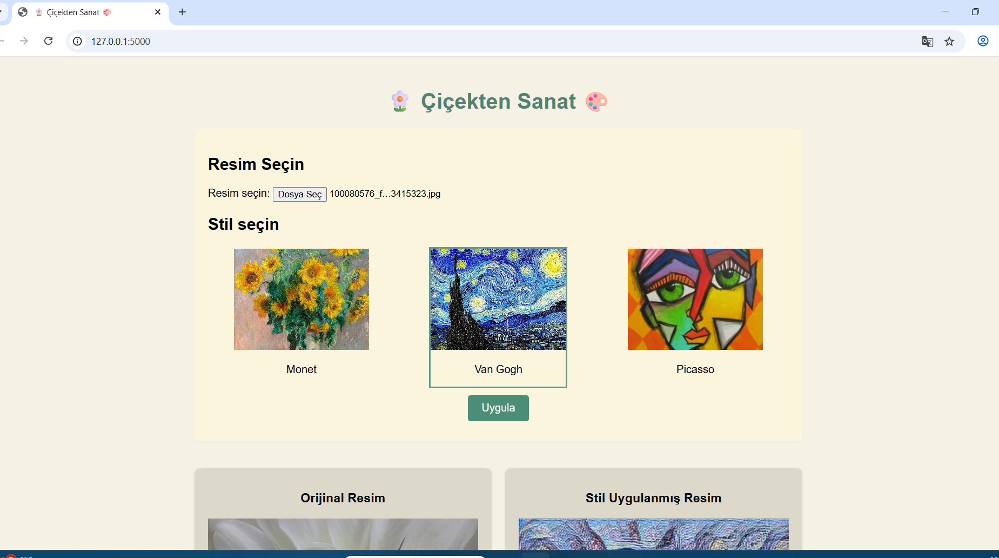 Çiçekten Sanat
127.0.0.1:5000
Çiçekten Sanat
Resim Seçin
Resim seçin: Dosya Seç 100080576_f...3415323.jpg
Stil seçin
Monet
Van Gogh
Picasso
Uygula
Orijinal Resim
Stil Uygulanmış Resim